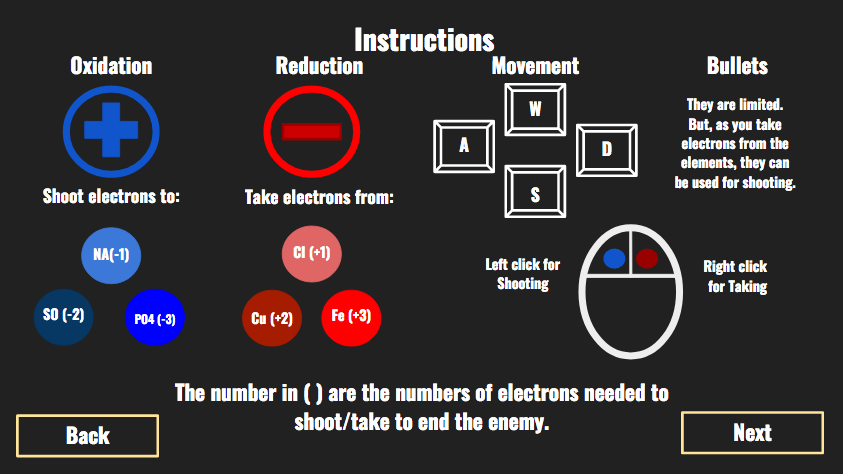 Instructions
Oxidation
Reduction
Movement
Bullets
W
A
D
S
They are limited.
But, as you take
electrons from the
elements, they can
be used for shooting.
Shoot electrons to:
Take electrons from:
NA(-1)
SO (-2)
PO4 (-3)
Cl (+1)
Cu (+2)
Fe (+3)
Left click for
Shooting
Right click
for Taking
The number in ( ) are the numbers of electrons needed to
shoot/take to end the enemy.
Back
Next